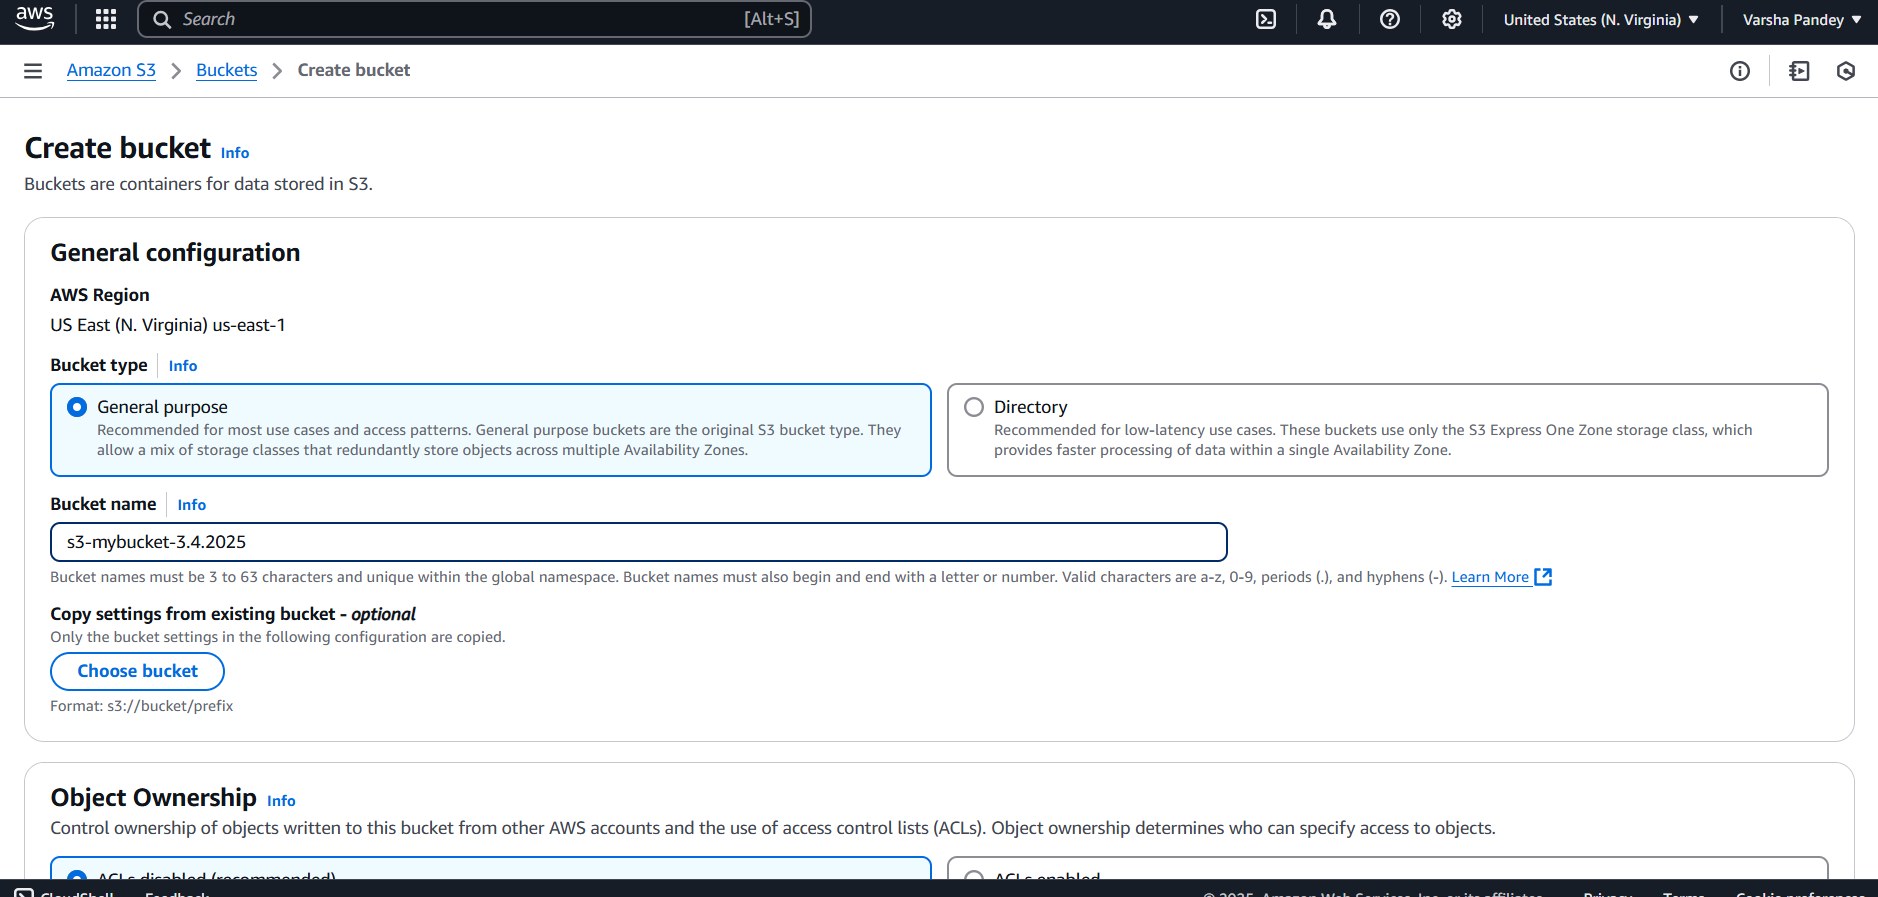 aws Search [Alt+S] United States (N. Virginia) ▼ Varsha Pandey ▼
Amazon S3 > Buckets > Create bucket
Create bucket Info
Buckets are containers for data stored in S3.
General configuration
AWS Region
US East (N. Virginia) us-east-1
Bucket type Info
General purpose
Recommended for most use cases and access patterns. General purpose buckets are the original S3 bucket type. They
allow a mix of storage classes that redundantly store objects across multiple Availability Zones.
Directory
Recommended for low-latency use cases. These buckets use only the S3 Express One Zone storage class, which
provides faster processing of data within a single Availability Zone.
Bucket name Info
s3-mybucket-3.4.2025
Bucket names must be 3 to 63 characters and unique within the global namespace. Bucket names must also begin and end with a letter or number. Valid characters are a-z, 0-9, periods (.), and hyphens (-). Learn More
Copy settings from existing bucket - optional
Only the bucket settings in the following configuration are copied.
Choose bucket
Format: s3://bucket/prefix
Object Ownership Info
Control ownership of objects written to this bucket from other AWS accounts and the use of access control lists (ACLs). Object ownership determines who can specify access to objects.
ACLs disabled (recommended)
ACLs enabled
CloudShell Feedback © 2025, Amazon Web Services, Inc. or its affiliates. Privacy Terms Cookie preferences